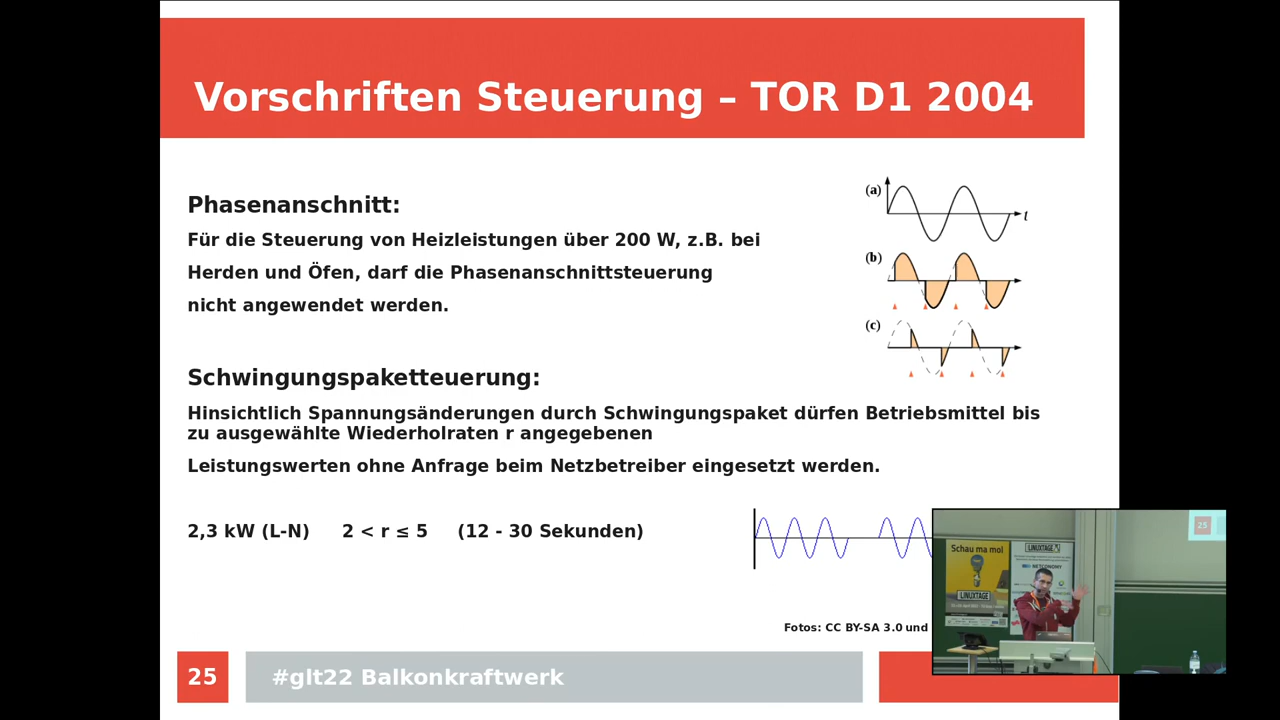 Vorschriften Steuerung – TOR D1 2004
Phasenanschnitt:
Für die Steuerung von Heizleistungen über 200 W, z.B. bei
Herden und Öfen, darf die Phasenanschnittsteuerung
nicht angewendet werden.
(a)
t
(b)
(c)
Schwingungspaketteuerung:
Hinsichtlich Spannungsänderungen durch Schwingungspaket dürfen Betriebsmittel bis
zu ausgewählte Wiederholraten r angegebenen
Leistungswerten ohne Anfrage beim Netzbetreiber eingesetzt werden.
2,3 kW (L-N) 2 < r ≤ 5 (12 - 30 Sekunden)
Fotos: CC BY-SA 3.0 und
25
#glt22 Balkonkraftwerk
25
Schau ma mol
LINUXTAGE
LINUXTAGE
NETCONOMY